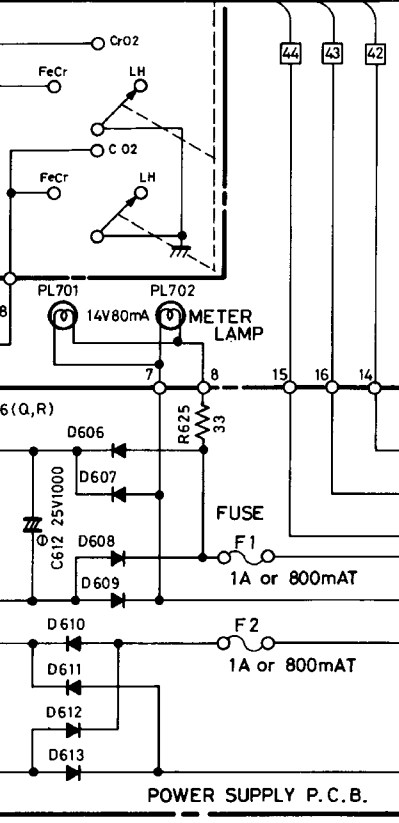 CrO2
44 43 42
FeCr LH
C O2
FeCr LH
8 PL701 14V80mA PL702 METER
LAMP
7 8 15 16 14
6(Q,R)
R625
33
D606
D607
C612 25V1000
FUSE
D608 F1
1A or 800mAT
D609
D610 F2
1A or 800mAT
D611
D612
D613
POWER SUPPLY P.C.B.